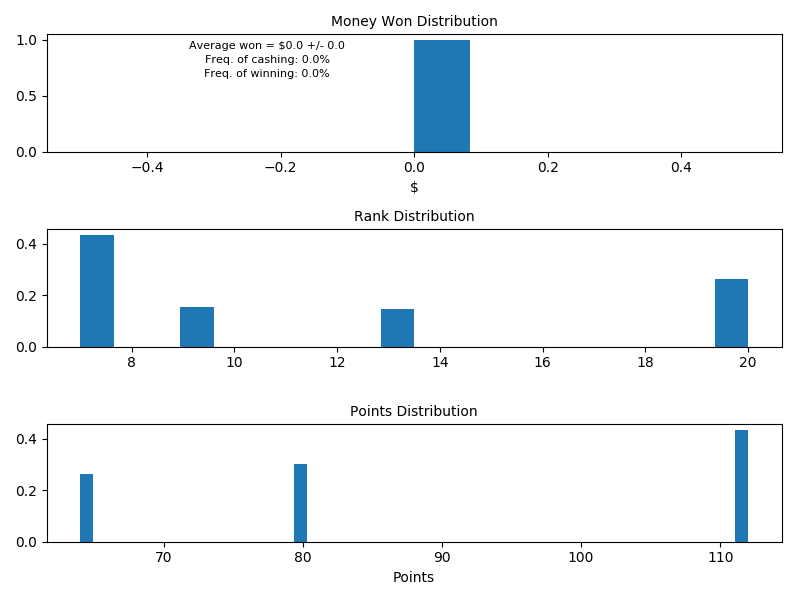 Money Won Distribution
1.0
Average won = $0.0 +/- 0.0
Freq. of cashing: 0.0%
Freq. of winning: 0.0%
0.5
0.0
−0.4 −0.2 0.0 0.2 0.4
$
Rank Distribution
0.4
0.2
0.0
8 10 12 14 16 18 20
Points Distribution
0.4
0.2
0.0
70 80 90 100 110
Points